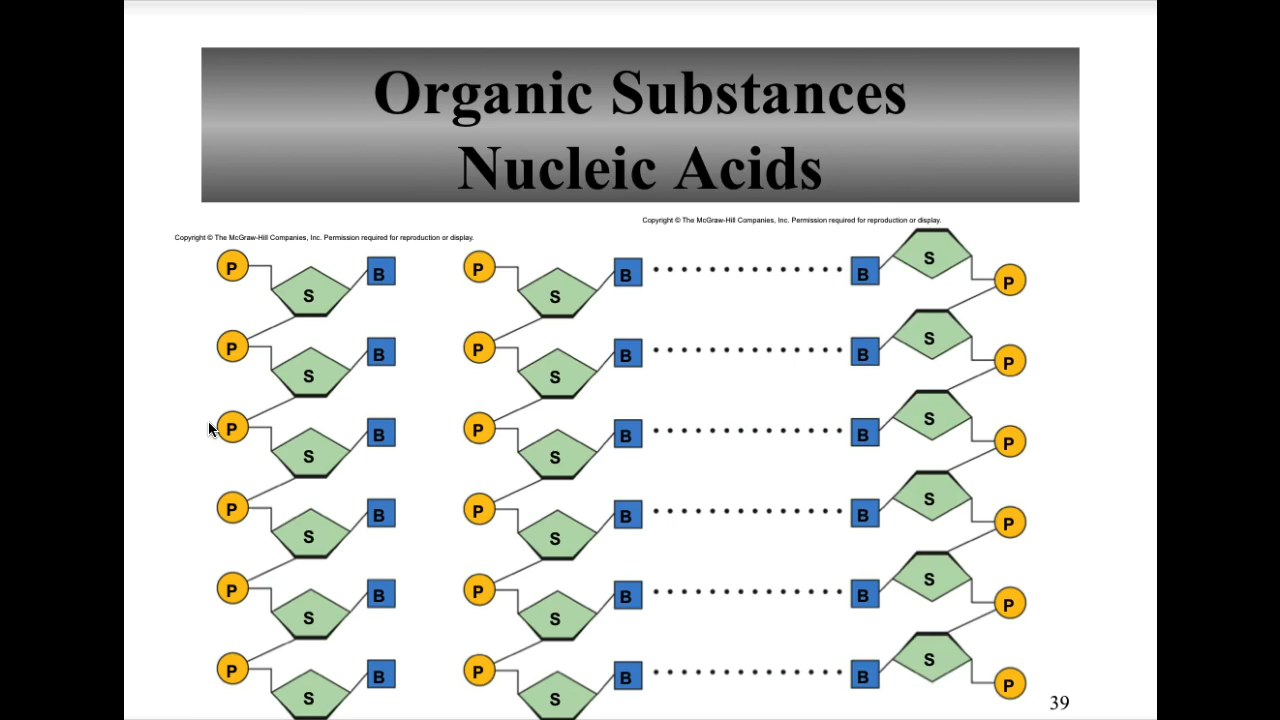 Organic Substances
Nucleic Acids
Copyright © The McGraw-Hill Companies, Inc. Permission required for reproduction or display.
Copyright © The McGraw-Hill Companies, Inc. Permission required for reproduction or display.
P S B P S B B S P
P S B P S B B S P
P S B P S B B S P
P S B P S B B S P
P S B P S B B S P
P S B P S B B S P
39